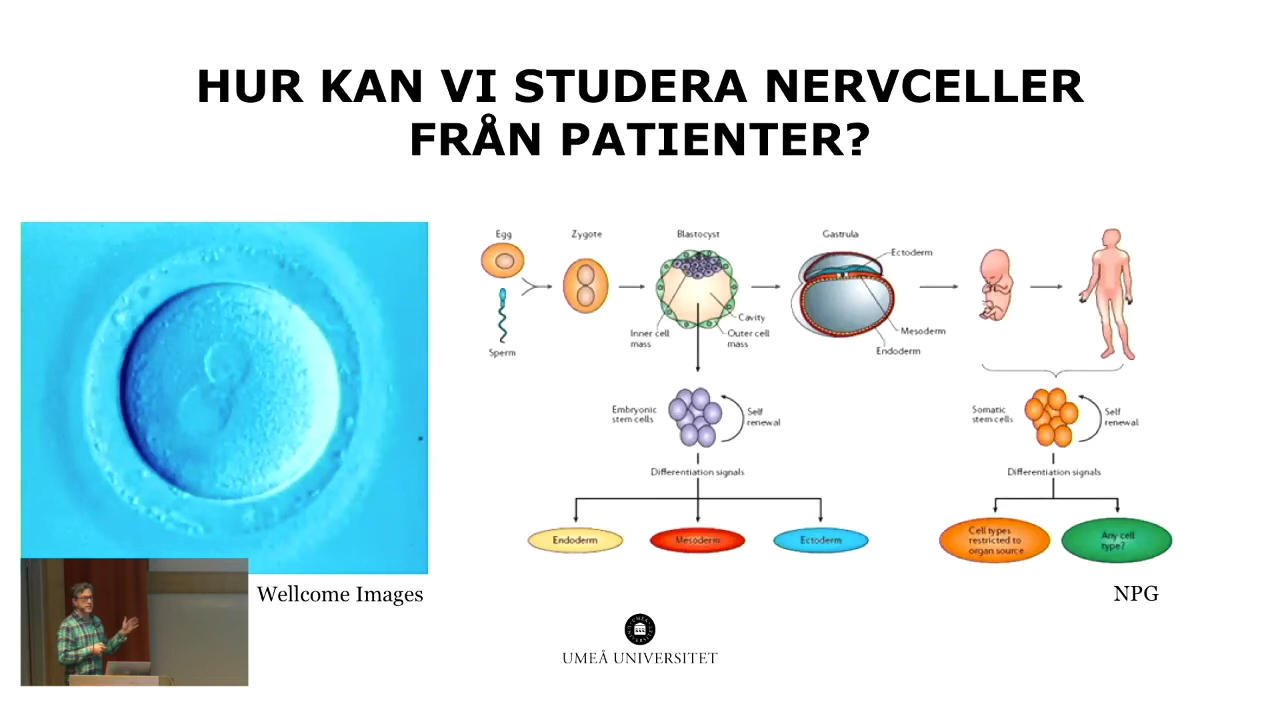 HUR KAN VI STUDERA NERVCELLER
FRÅN PATIENTER?
Egg
Zygote
Blastocyst
Gastrula
Ectoderm
Cavity
Inner cell
mass
Outer cell
mass
Mesoderm
Endoderm
Sperm
Embryonic
stem cells
Self
renewal
Somatic
stem cells
Self
renewal
Differentiation signals
Differentiation signals
Endoderm
Mesoderm
Ectoderm
Cell types
restricted to
organ source
Any cell
type?
Wellcome Images
NPG
UMEÅ UNIVERSITET